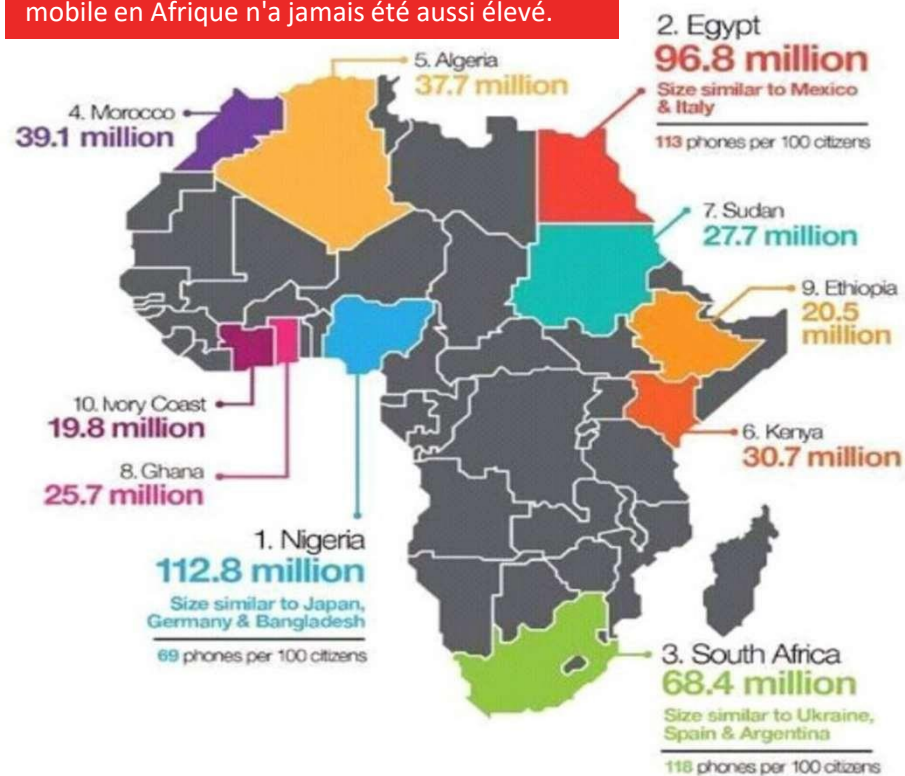 mobile en Afrique n'a jamais été aussi élevé.
2. Egypt
96.8 million
Size similar to Mexico
& Italy
113 phones per 100 citizens
5. Algeria
37.7 million
4. Morocco
39.1 million
7. Sudan
27.7 million
9. Ethiopia
20.5
million
10. Ivory Coast
19.8 million
6. Kenya
30.7 million
8. Ghana
25.7 million
1. Nigeria
112.8 million
Size similar to Japan,
Germany & Bangladesh
69 phones per 100 citizens
3. South Africa
68.4 million
Size similar to Ukraine,
Spain & Argentina
118 phones per 100 citizens